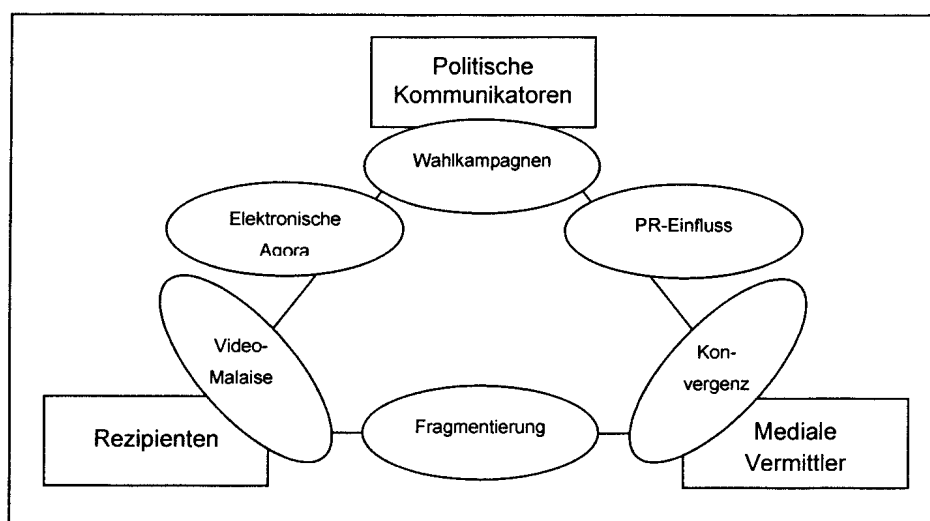 Politische
Kommunikatoren
Wahlkampagnen
Elektronische
Agora
PR-Einfluss
Video-
Malaise
Kon-
vergenz
Rezipienten
Fragmentierung
Mediale
Vermittler